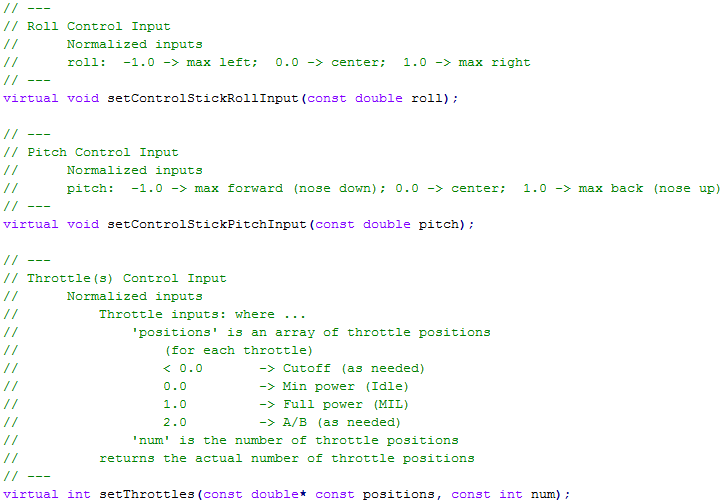 // ---
// Roll Control Input
//      Normalized inputs
//      roll:  -1.0 -> max left;  0.0 -> center;  1.0 -> max right
// ---
virtual void setControlStickRollInput(const double roll);

// ---
// Pitch Control Input
//      Normalized inputs
//      pitch:  -1.0 -> max forward (nose down); 0.0 -> center;  1.0 -> max back (nose up)
// ---
virtual void setControlStickPitchInput(const double pitch);

// ---
// Throttle(s) Control Input
//      Normalized inputs
//          Throttle inputs: where ...
//              'positions' is an array of throttle positions
//                  (for each throttle)
//                  < 0.0       -> Cutoff (as needed)
//                  0.0         -> Min power (Idle)
//                  1.0         -> Full power (MIL)
//                  2.0         -> A/B (as needed)
//              'num' is the number of throttle positions
//          returns the actual number of throttle positions
// ---
virtual int setThrottles(const double* const positions, const int num);